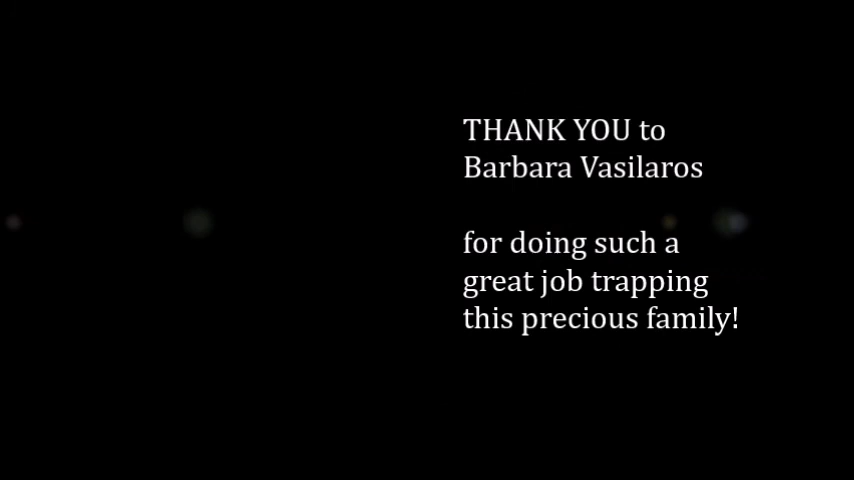 THANK YOU to
Barbara Vasilaros
for doing such a
great job trapping
this precious family!